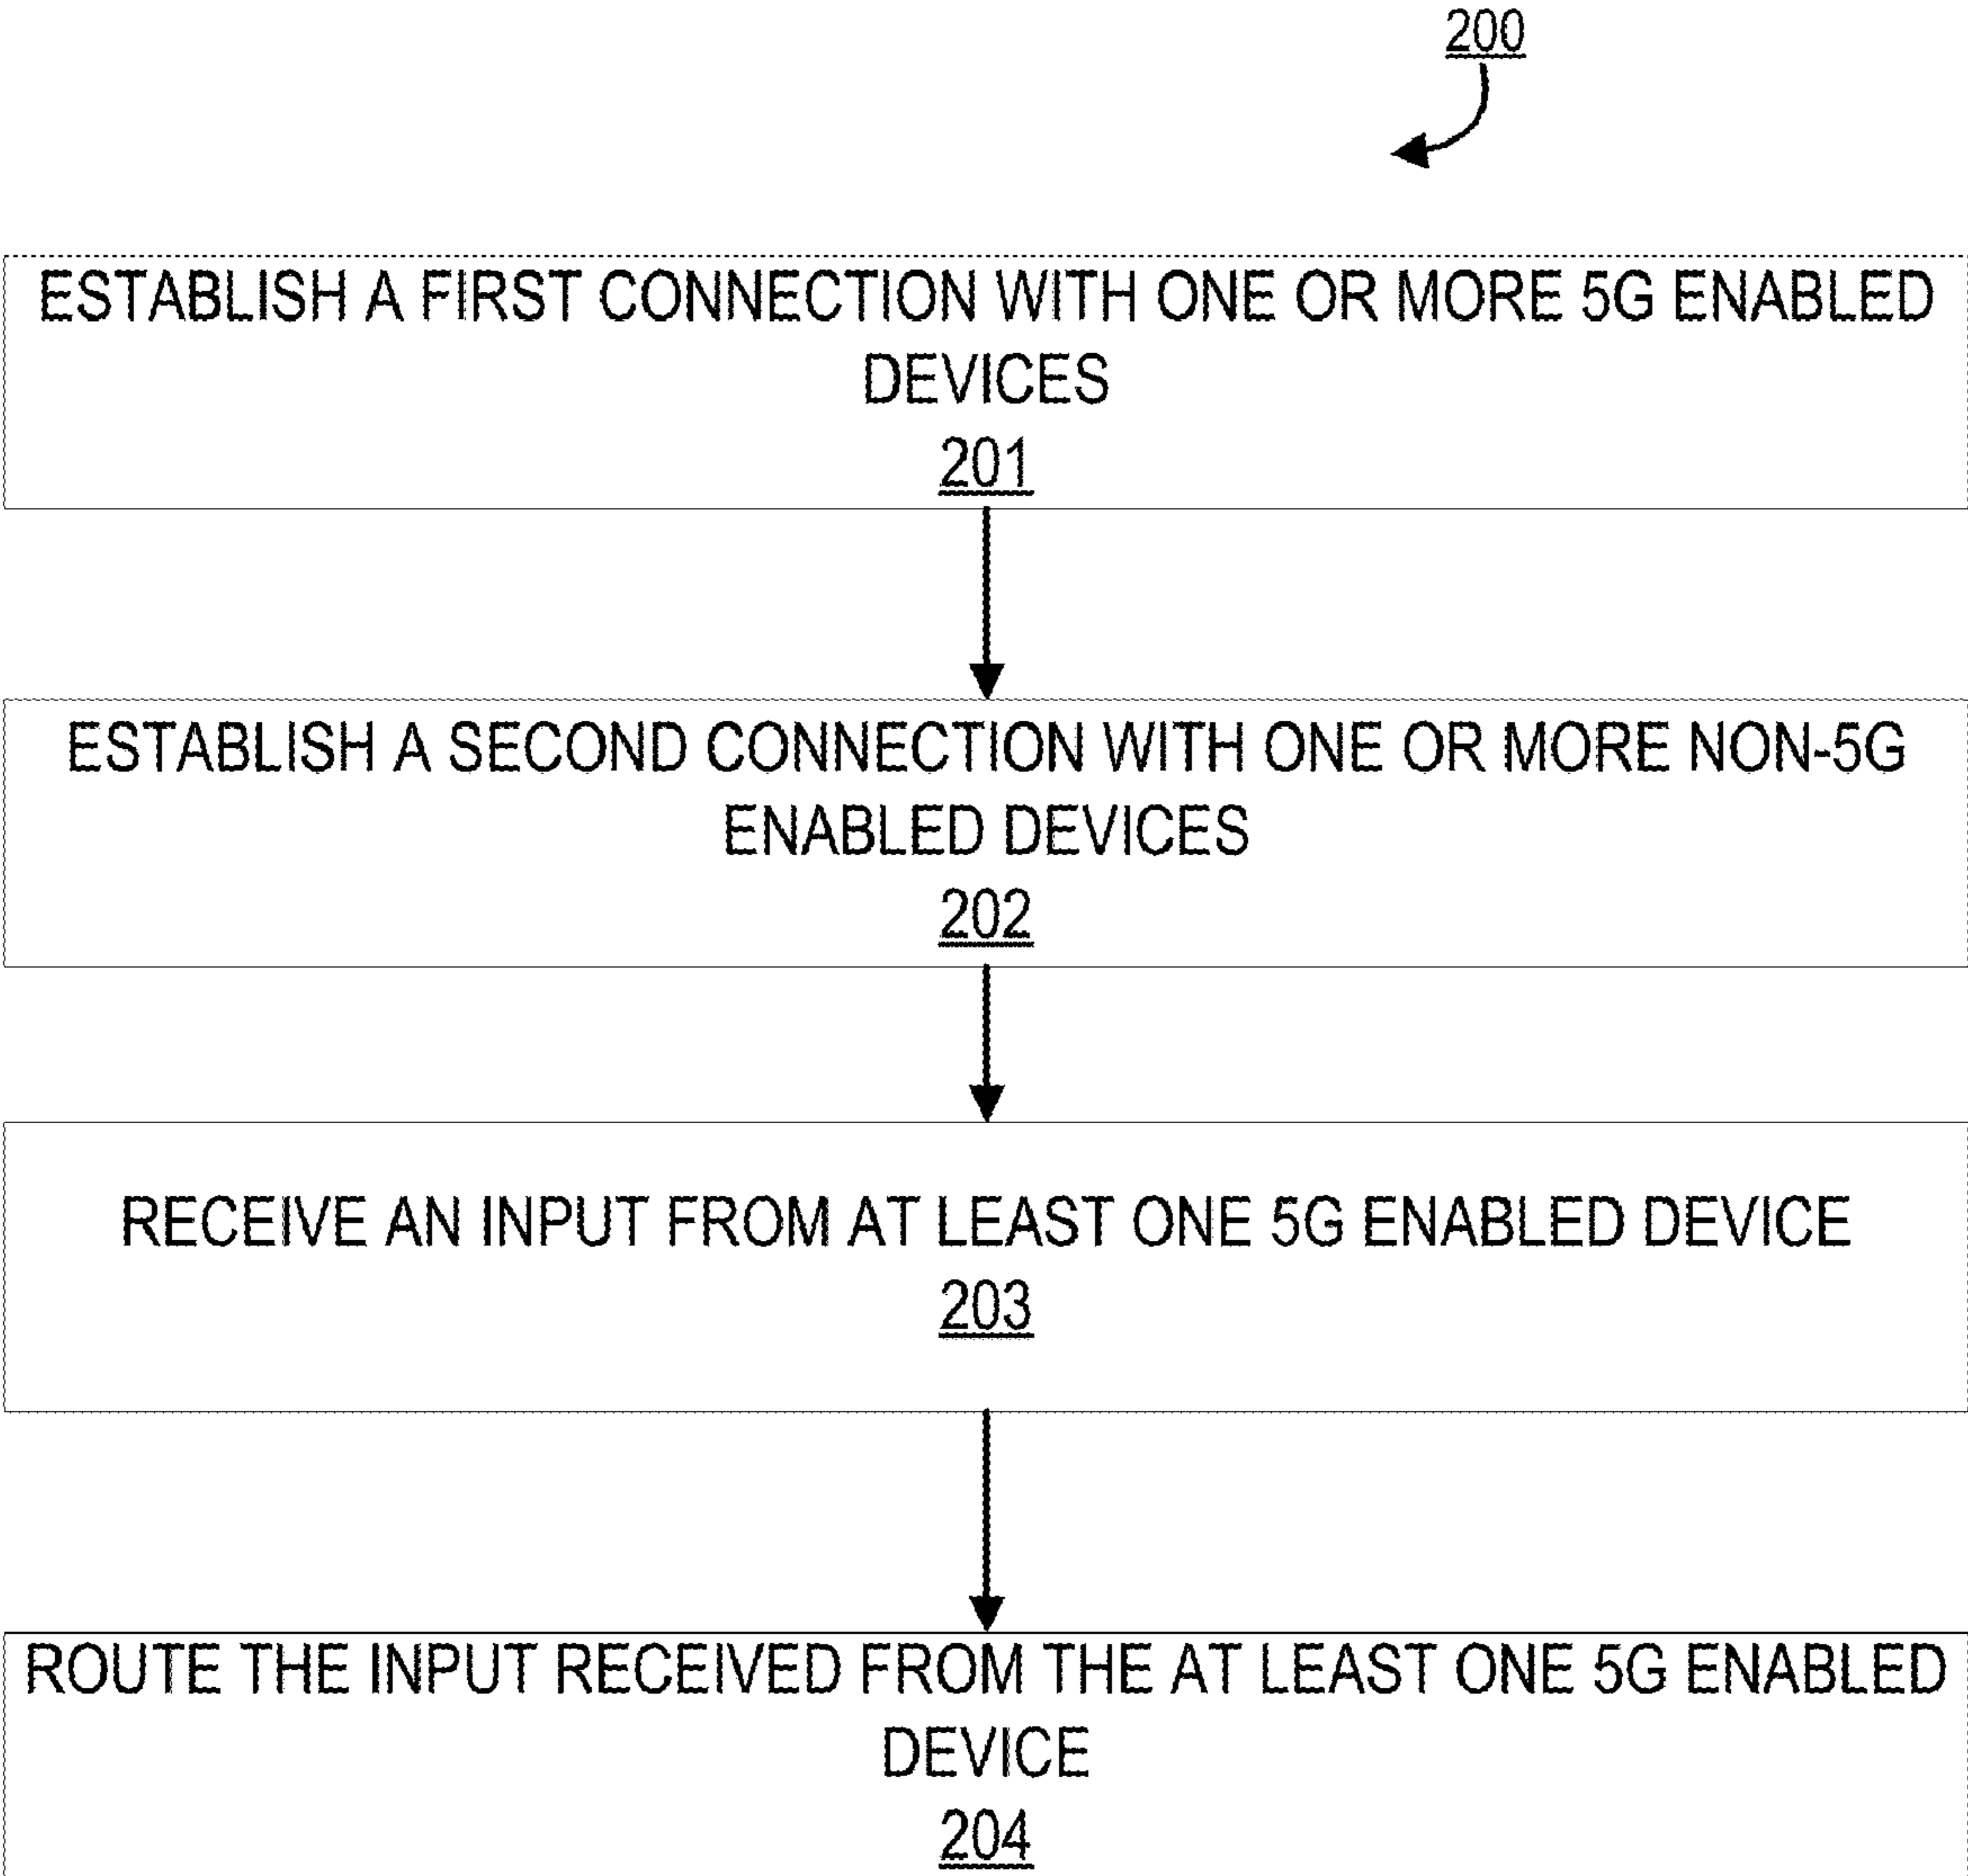 200
ESTABLISH A FIRST CONNECTION WITH ONE OR MORE 5G ENABLED
DEVICES
201
ESTABLISH A SECOND CONNECTION WITH ONE OR MORE NON-5G
ENABLED DEVICES
202
RECEIVE AN INPUT FROM AT LEAST ONE 5G ENABLED DEVICE
203
ROUTE THE INPUT RECEIVED FROM THE AT LEAST ONE 5G ENABLED
DEVICE
204